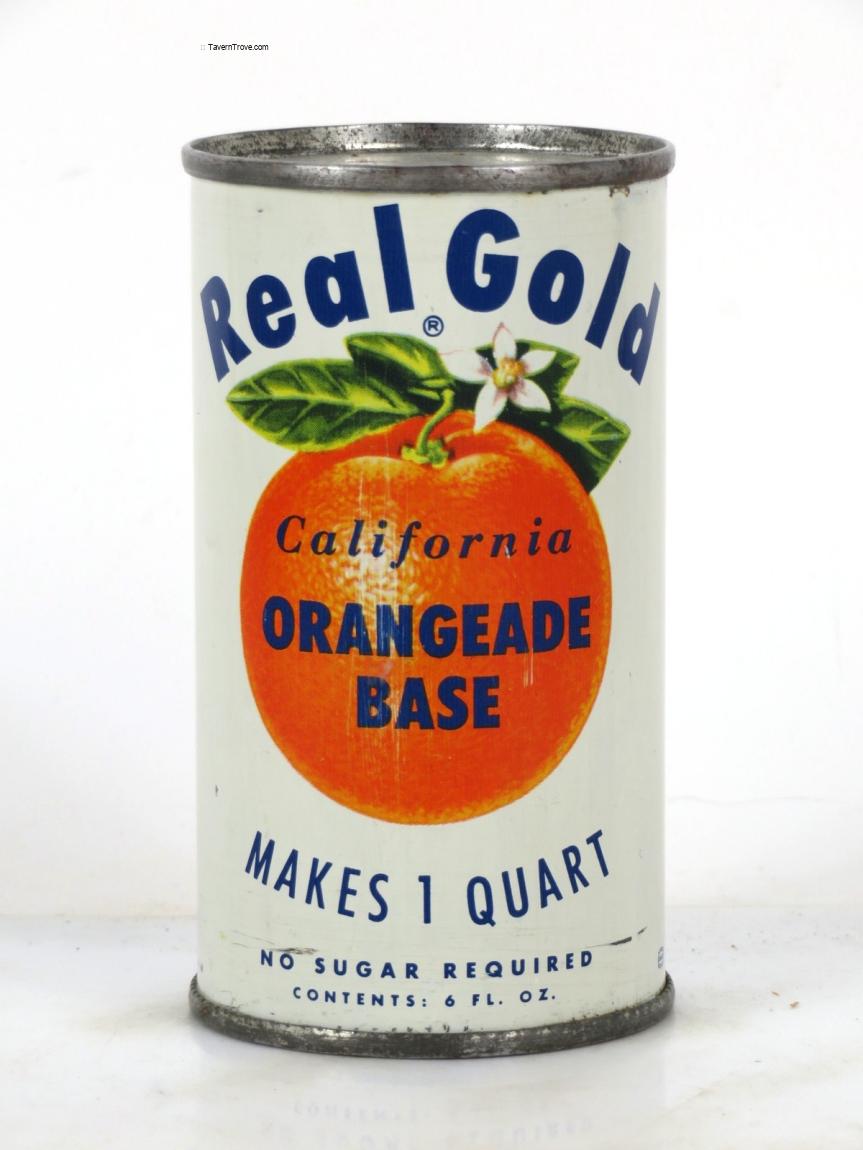 :: TavernTrove.com
Real Gold
®
California
ORANGEADE
BASE
MAKES 1 QUART
NO SUGAR REQUIRED
CONTENTS: 6 FL. OZ.